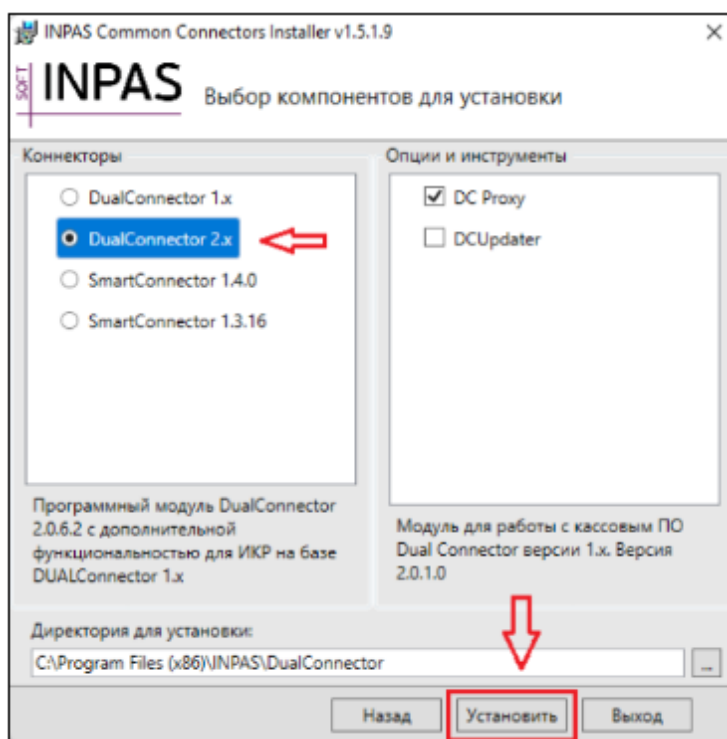 INPAS Common Connectors Installer v1.5.1.9
SOFT
INPAS
Выбор компонентов для установки
Коннекторы
DualConnector 1.x
DualConnector 2.x
SmartConnector 1.4.0
SmartConnector 1.3.16
Программный модуль DualConnector
2.0.6.2 с дополнительной
функциональностью для ИКР на базе
DUALConnector 1.x
Опции и инструменты
DC Proxy
DCUpdater
Модуль для работы с кассовым ПО
Dual Connector версии 1.x. Версия
2.0.1.0
Директория для установки:
C:\Program Files (x86)\INPAS\DualConnector
...
Назад
Установить
Выход